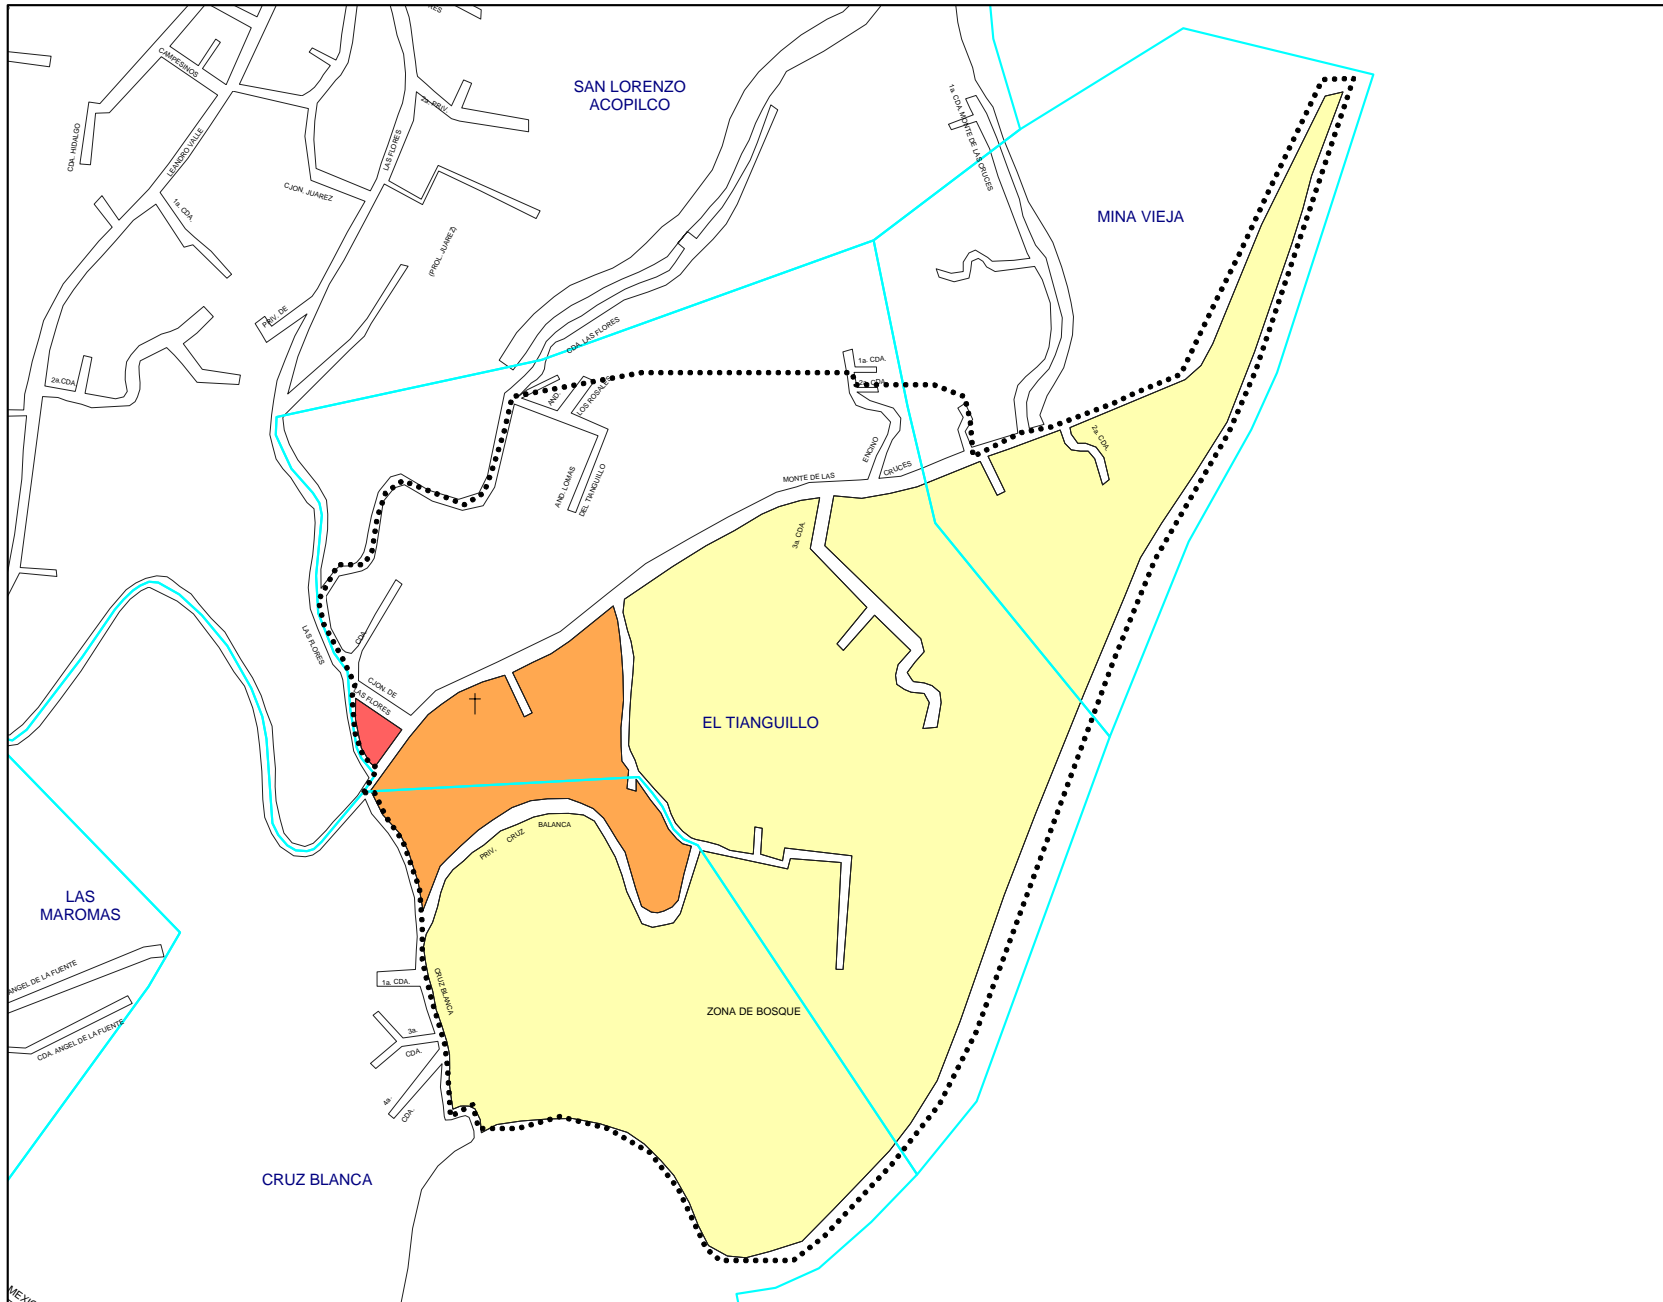 CAMPESINOS
2a. PRIV.
SAN LORENZO
ACOPILCO
1a. CDA. MONTE DE LAS CRUCES
CDA. HIDALGO
LEANDRO VALLE
LAS FLORES
CJON. JUAREZ
1a. CDA.
MINA VIEJA
(PROL. JUAREZ)
PRIV. DE
CDA. LAS FLORES
1a. CDA.
2a. CDA.
2a.CDA.
AND.
LOS ROSALES
ENCINO
2a. CDA.
MONTE DE LAS
CRUCES
AND. LOMAS
DEL TIANGUILLO
3a. CDA.
LAS FLORES
CDA.
CJON. DE
LAS FLORES
EL TIANGUILLO
PRIV.
CRUZ
BALANCA
LAS
MAROMAS
ANGEL DE LA FUENTE
CDA. ANGEL DE LA FUENTE
1a. CDA.
CRUZ BLANCA
3a.
CDA.
4a.
CDA.
ZONA DE BOSQUE
CRUZ BLANCA